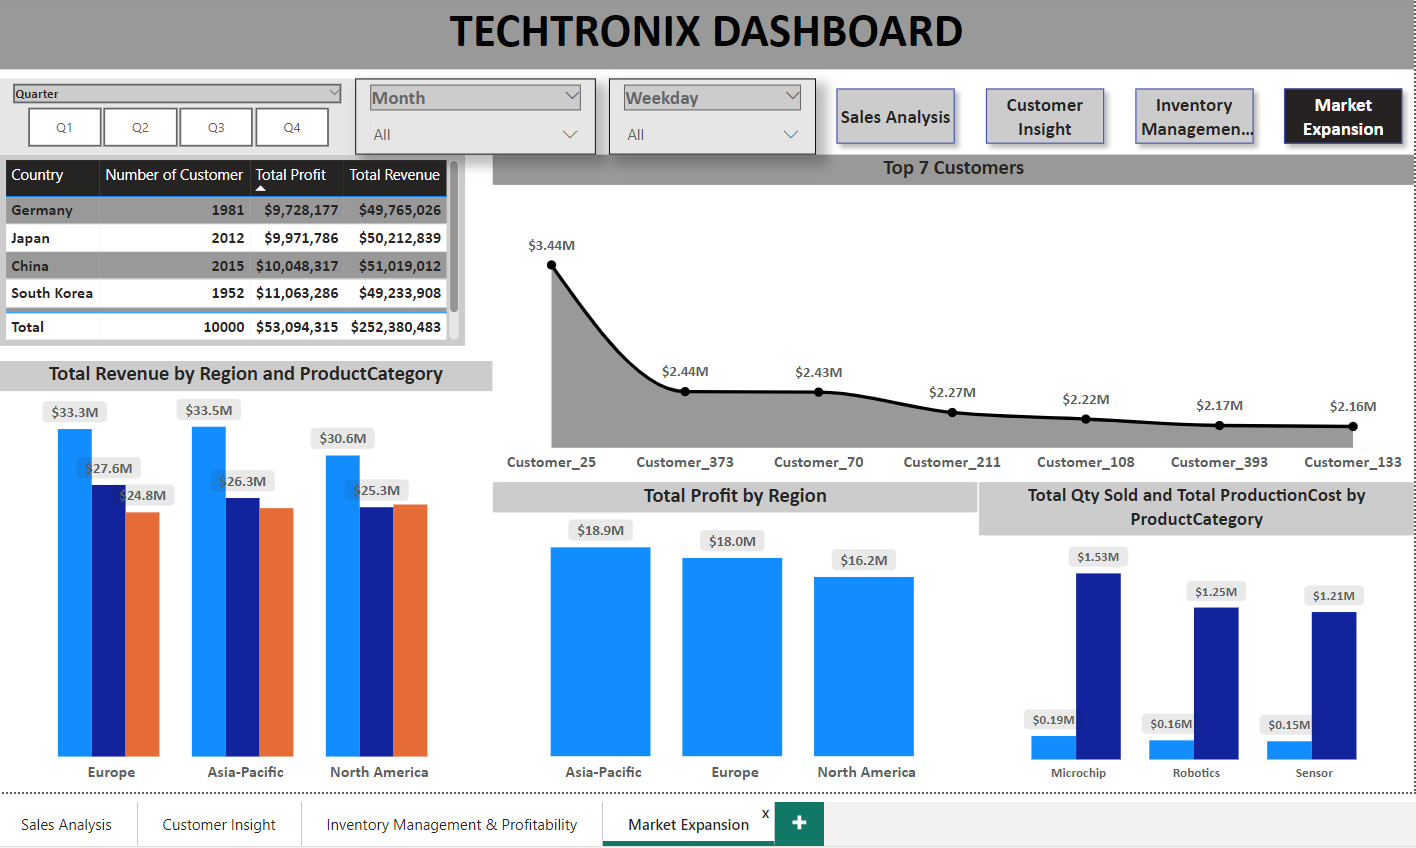 TECHTRONIX DASHBOARD
Quarter
Q1
Q2
Q3
Q4
Month
All
Weekday
All
Sales Analysis
Customer
Insight
Inventory
Managemen...
Market
Expansion
Country Number of Customer Total Profit Total Revenue
Germany 1981 $9,728,177 $49,765,026
Japan 2012 $9,971,786 $50,212,839
China 2015 $10,048,317 $51,019,012
South Korea 1952 $11,063,286 $49,233,908
Total 10000 $53,094,315 $252,380,483
Top 7 Customers
$3.44M
$2.44M
$2.43M
$2.27M
$2.22M
$2.17M
$2.16M
Customer_25 Customer_373 Customer_70 Customer_211 Customer_108 Customer_393 Customer_133
Total Revenue by Region and ProductCategory
$33.3M
$27.6M
$24.8M
$33.5M
$26.3M
$30.6M
$25.3M
Europe Asia-Pacific North America
Total Profit by Region
$18.9M
$18.0M
$16.2M
Asia-Pacific Europe North America
Total Qty Sold and Total ProductionCost by
ProductCategory
$1.53M
$1.25M
$1.21M
$0.19M
$0.16M
$0.15M
Microchip Robotics Sensor
Sales Analysis
Customer Insight
Inventory Management & Profitability
Market Expansion
x
+